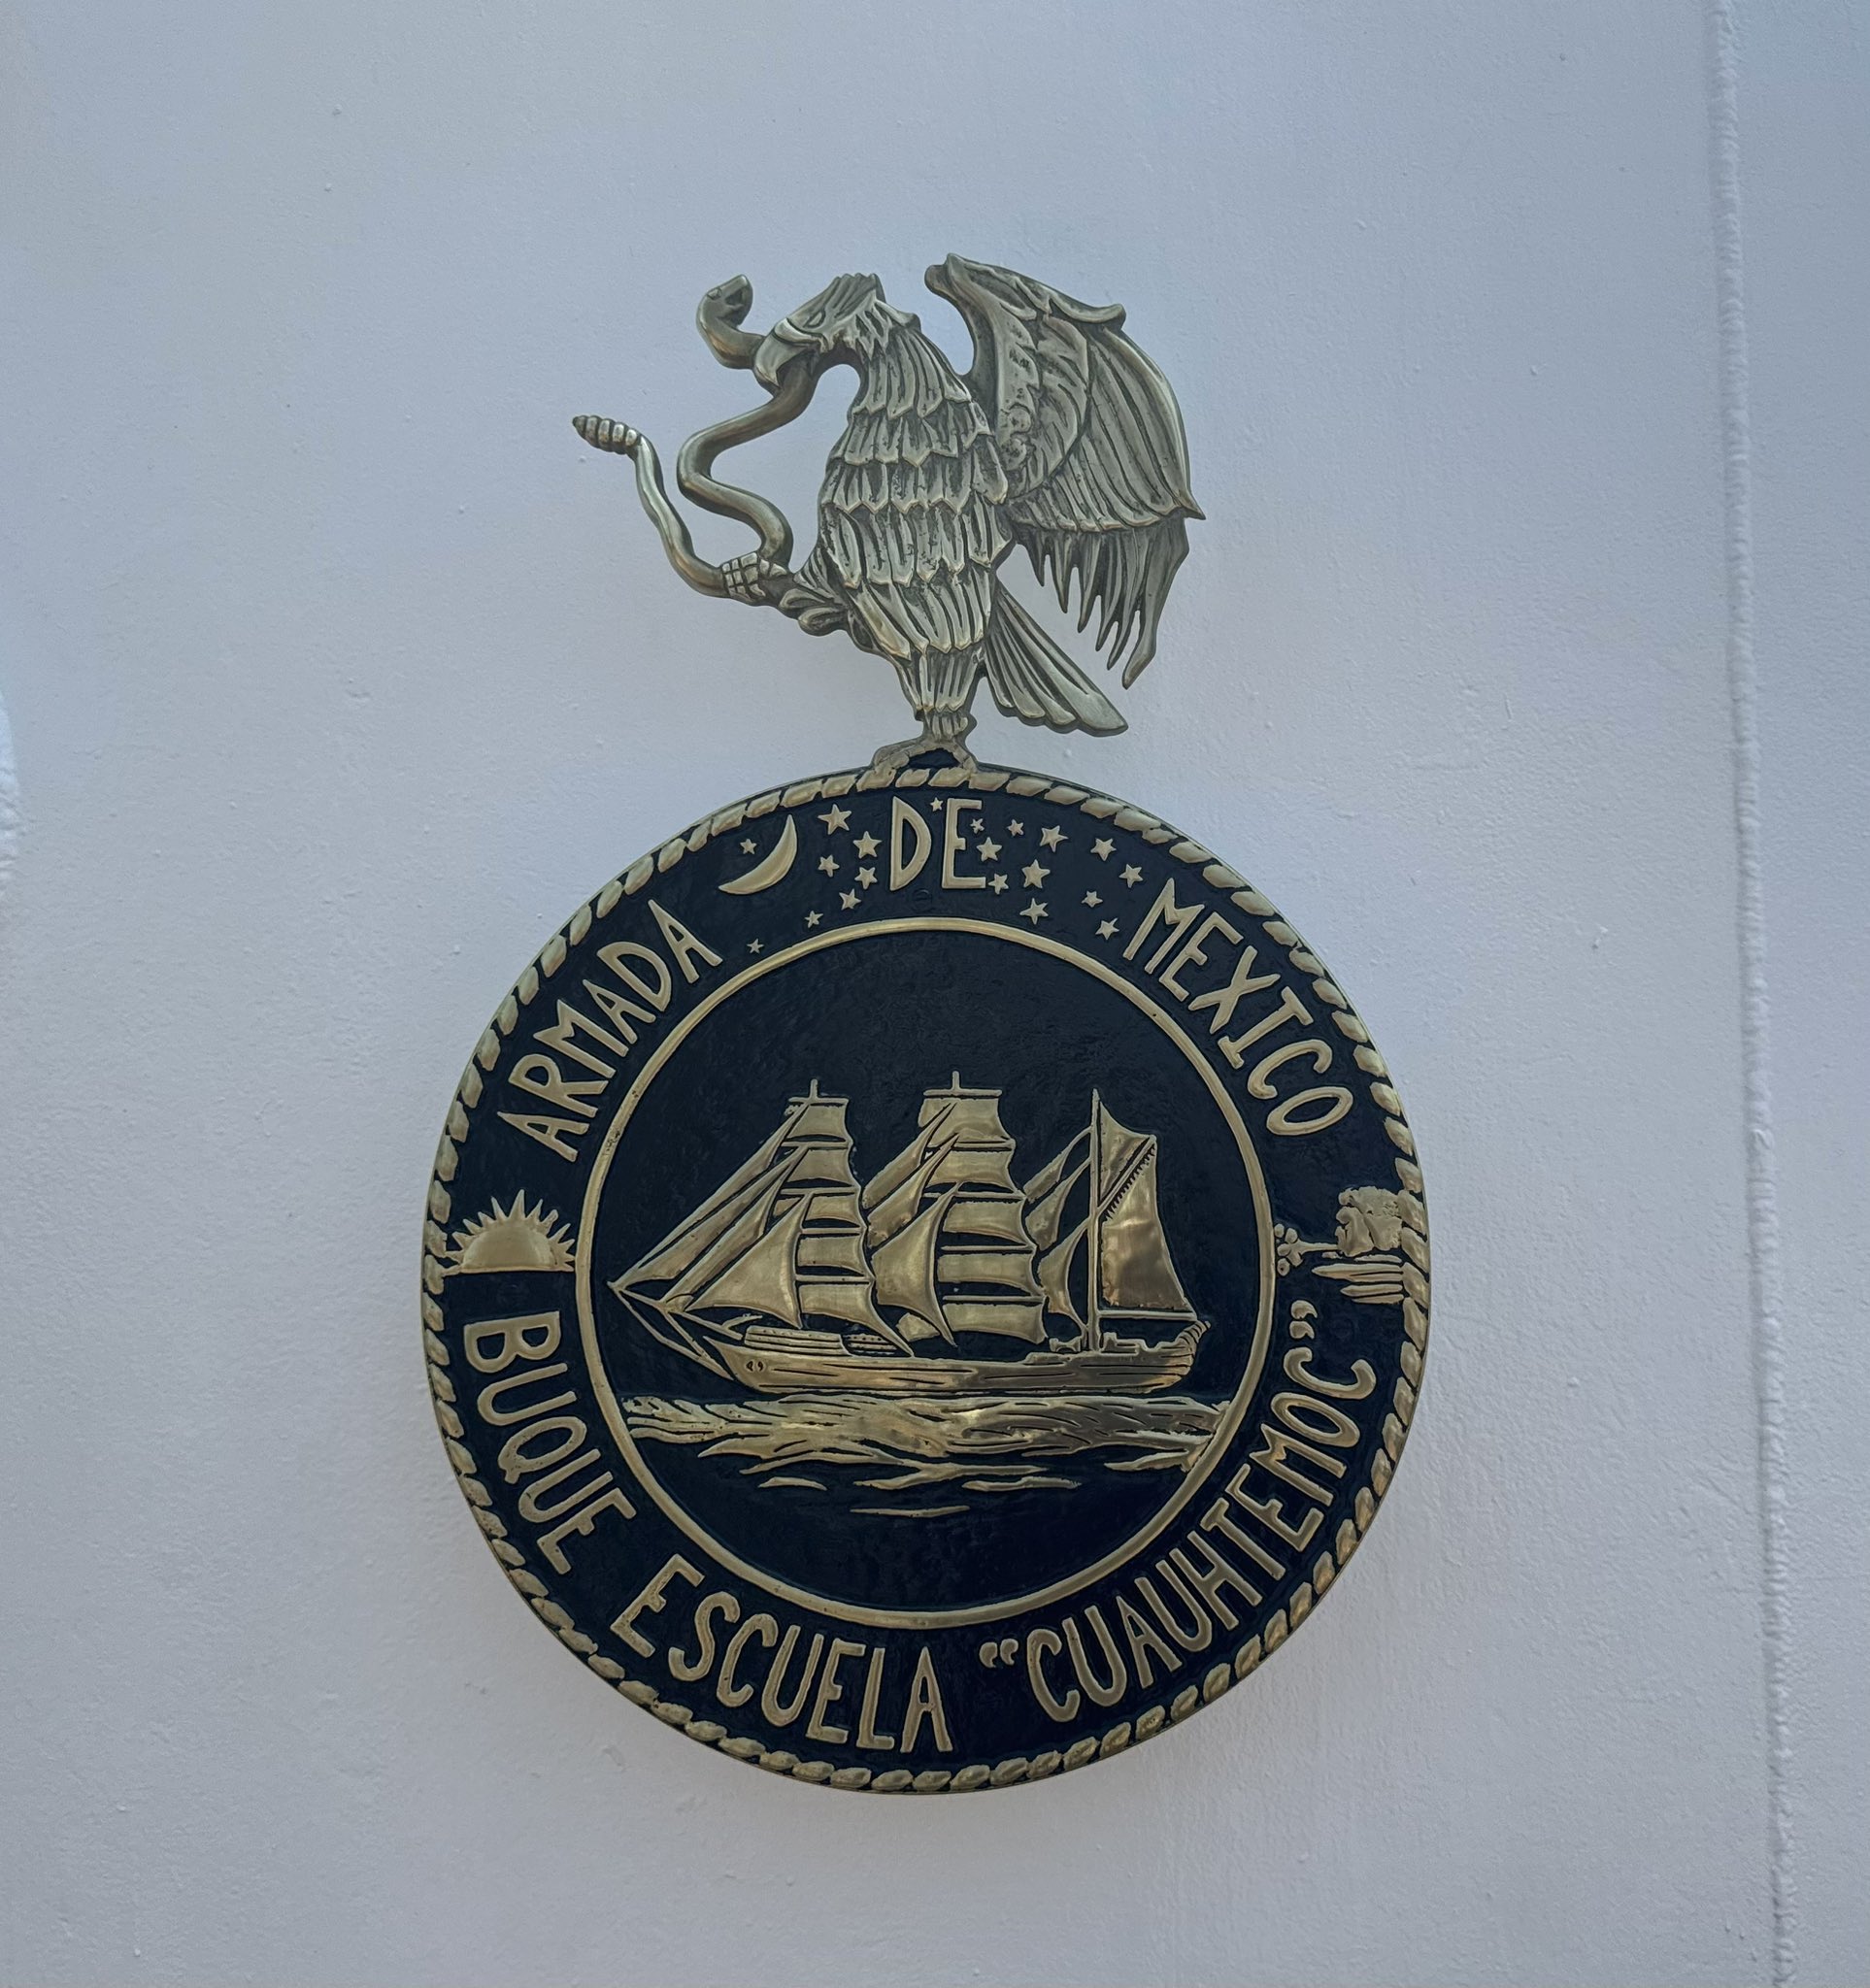 ARMADA DE MEXICO
BUQUE ESCUELA “CUAUHTEMOC”